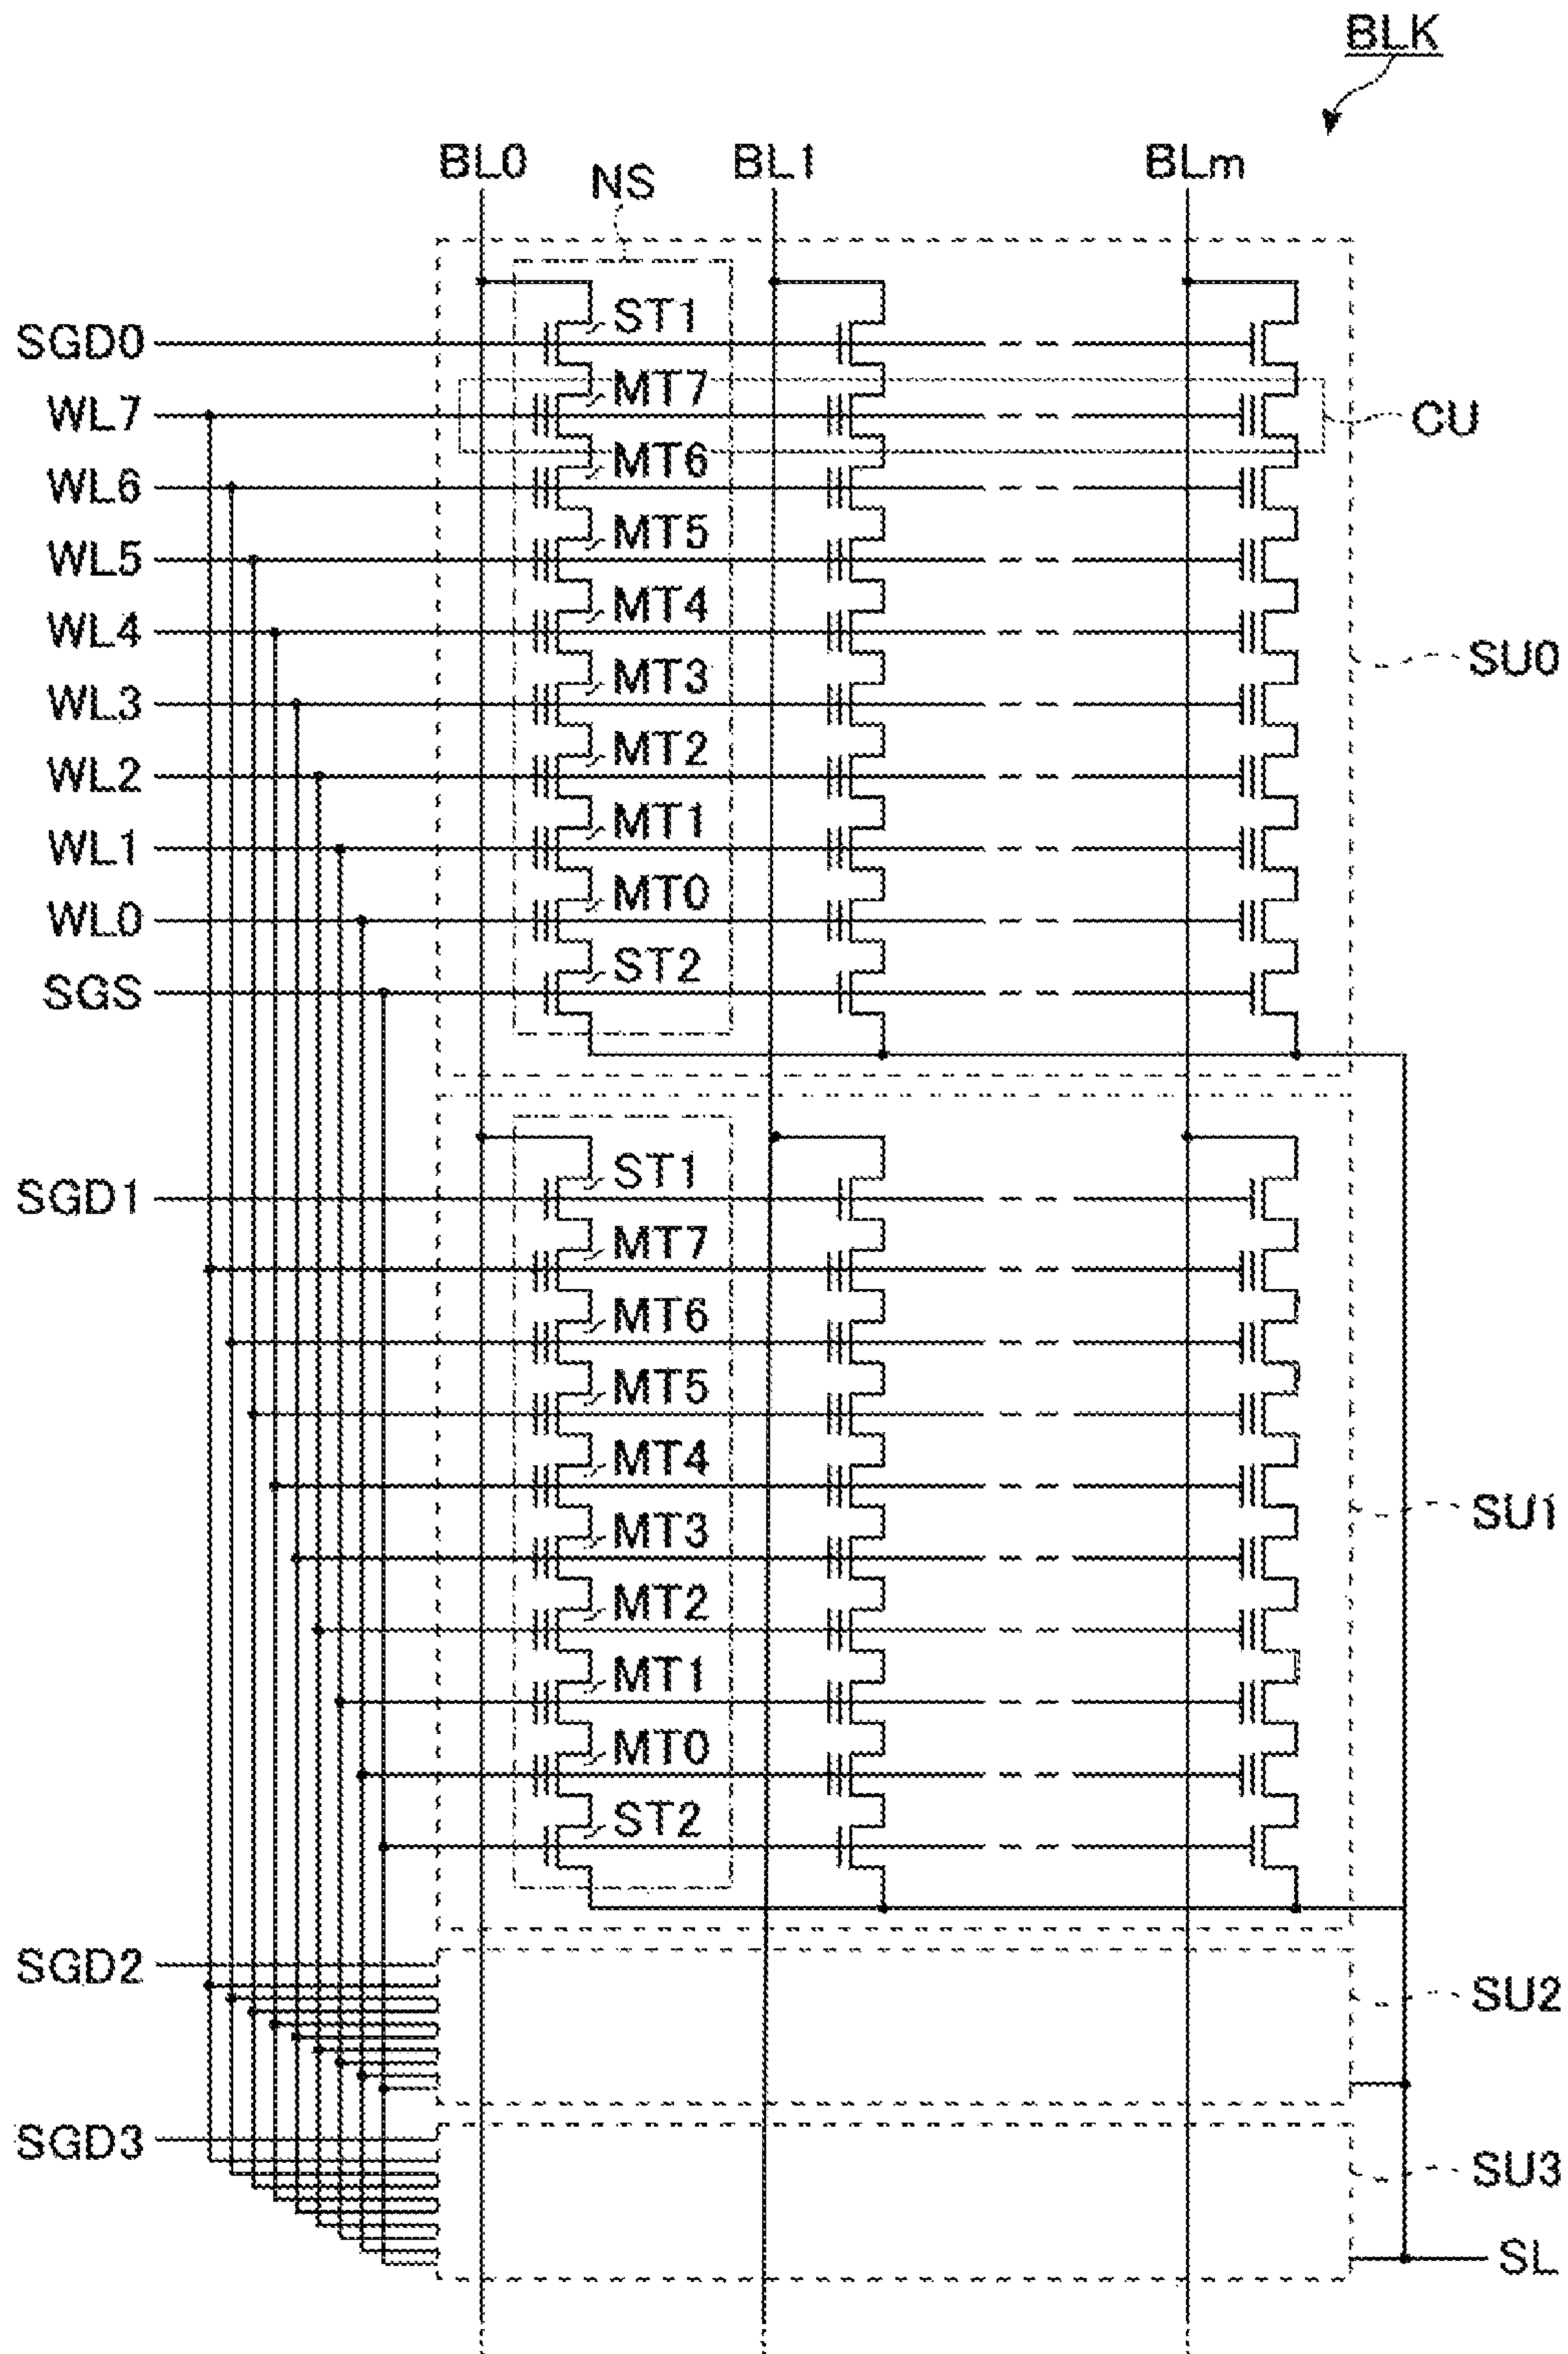 BLK
BL0 NS BL1 BLm
ST1
SGD0
MT7
WL7 CU
MT6
WL6
MT5
WL5
MT4
WL4
SU0
MT3
WL3
MT2
WL2
MT1
WL1
MT0
WL0
ST2
SGS
ST1
SGD1
MT7
MT6
MT5
MT4
SU1
MT3
MT2
MT1
MT0
ST2
SGD2
SU2
SGD3
SU3
SL